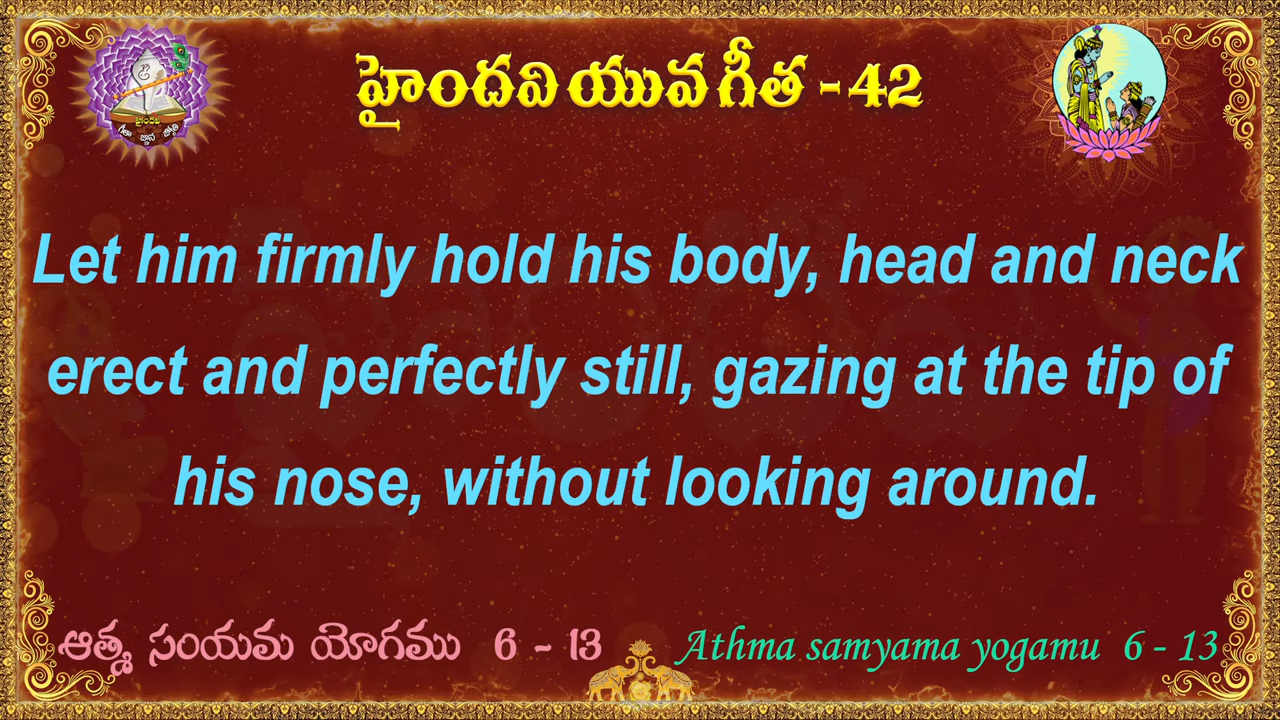 హైందవి యువ గీత - 42
హైందవి
గీతా జ్ఞాన జ్యోతి
Let him firmly hold his body, head and neck
erect and perfectly still, gazing at the tip of
his nose, without looking around.
ఆత్మ సంయమ యోగము 6 - 13
Athma samyama yogamu 6 - 13